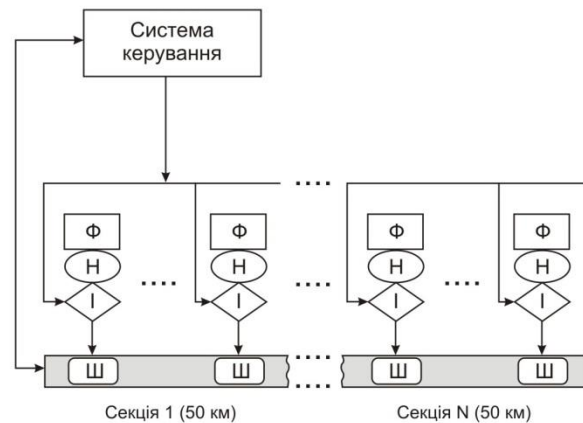 Система
керування
Ф Ф Ф Ф
Н Н Н Н
І І І І
Ш Ш Ш Ш
Секція 1 (50 км) Секція N (50 км)